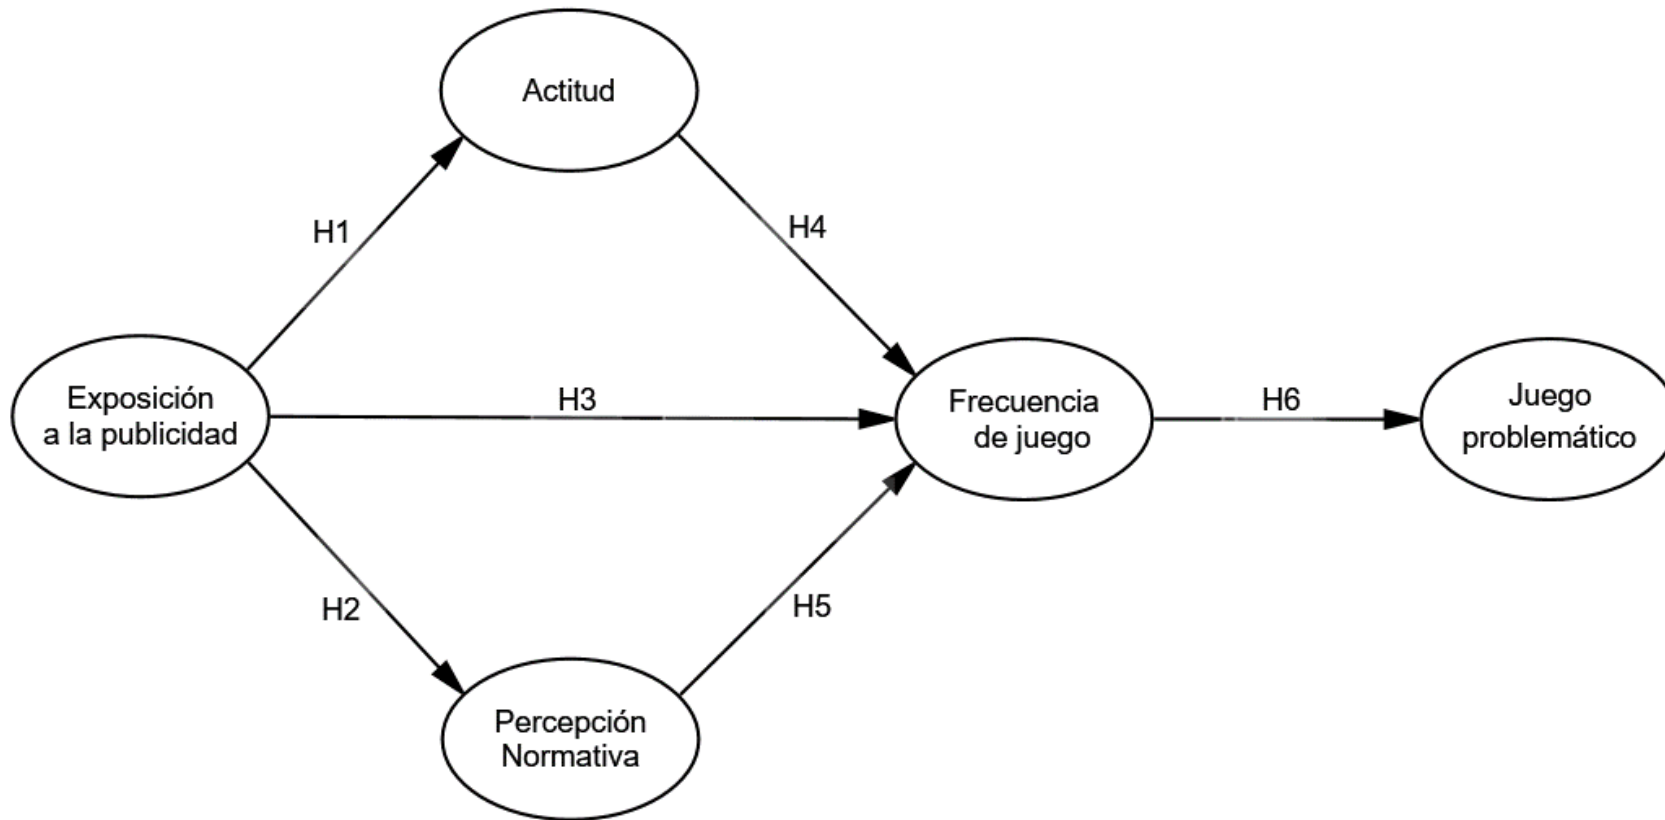 Actitud
H1
H4
Exposición
a la publicidad
H3
Frecuencia
de juego
H6
Juego
problemático
H2
H5
Percepción
Normativa